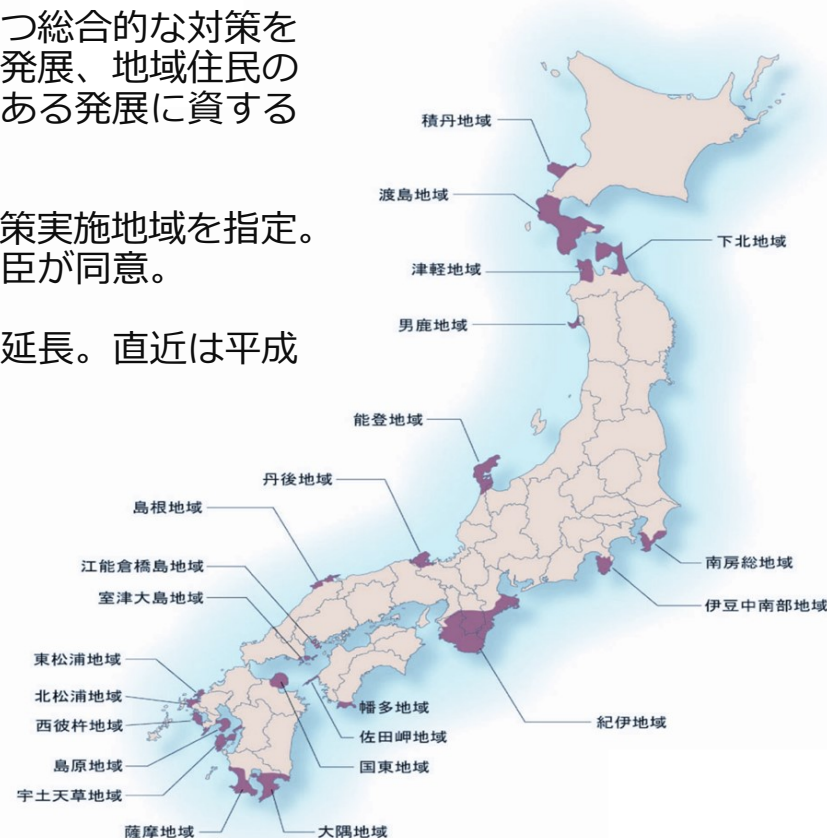 つ総合的な対策を
発展、地域住民の
ある発展に資する
策実施地域を指定。
臣が同意。
延長。直近は平成
積丹地域
渡島地域
下北地域
津軽地域
男鹿地域
能登地域
丹後地域
島根地域
江能倉橋島地域
室津大島地域
南房総地域
伊豆中南部地域
東松浦地域
北松浦地域
西彼杵地域
島原地域
宇土天草地域
幡多地域
佐田岬地域
国東地域
紀伊地域
薩摩地域
大隅地域